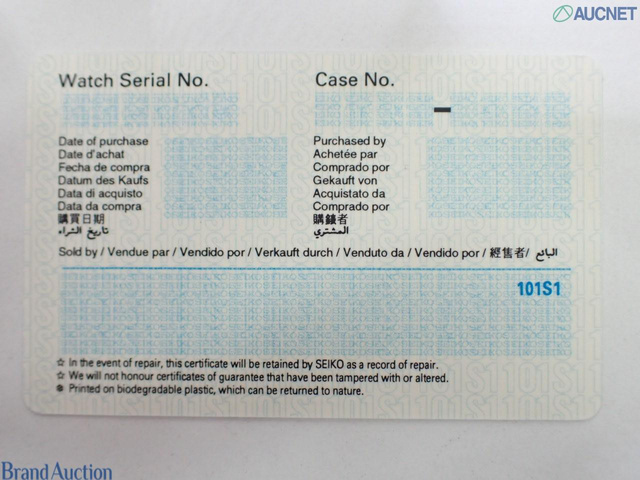 AUCNET
Watch Serial No.
Case No.
–
Date of purchase
Date d'achat
Fecha de compra
Datum des Kaufs
Data di acquisto
Data da compra
購買日期
تاريخ الشراء
Purchased by
Achetée par
Comprado por
Gekauft von
Acquistato da
Comprado por
購錶者
المشتري
Sold by / Vendue par / Vendido por / Verkauft durch / Venduto da / Vendido por / 經售者/ البائع
101S1
☆ In the event of repair, this certificate will be retained by SEIKO as a record of repair.
☆ We will not honour certificates of guarantee that have been tampered with or altered.
✽ Printed on biodegradable plastic, which can be returned to nature.
Brand Auction